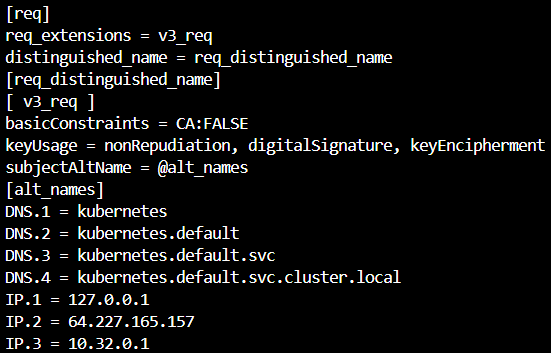 [req]
req_extensions = v3_req
distinguished_name = req_distinguished_name
[req_distinguished_name]
[ v3_req ]
basicConstraints = CA:FALSE
keyUsage = nonRepudiation, digitalSignature, keyEncipherment
subjectAltName = @alt_names
[alt_names]
DNS.1 = kubernetes
DNS.2 = kubernetes.default
DNS.3 = kubernetes.default.svc
DNS.4 = kubernetes.default.svc.cluster.local
IP.1 = 127.0.0.1
IP.2 = 64.227.165.157
IP.3 = 10.32.0.1